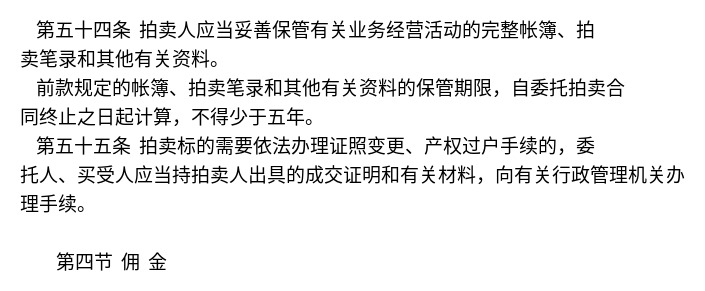 第五十四条 拍卖人应当妥善保管有关业务经营活动的完整帐簿、拍
卖笔录和其他有关资料。
前款规定的帐簿、拍卖笔录和其他有关资料的保管期限，自委托拍卖合
同终止之日起计算，不得少于五年。
第五十五条 拍卖标的需要依法办理证照变更、产权过户手续的，委
托人、买受人应当持拍卖人出具的成交证明和有关材料，向有关行政管理机关办
理手续。
第四节 佣 金